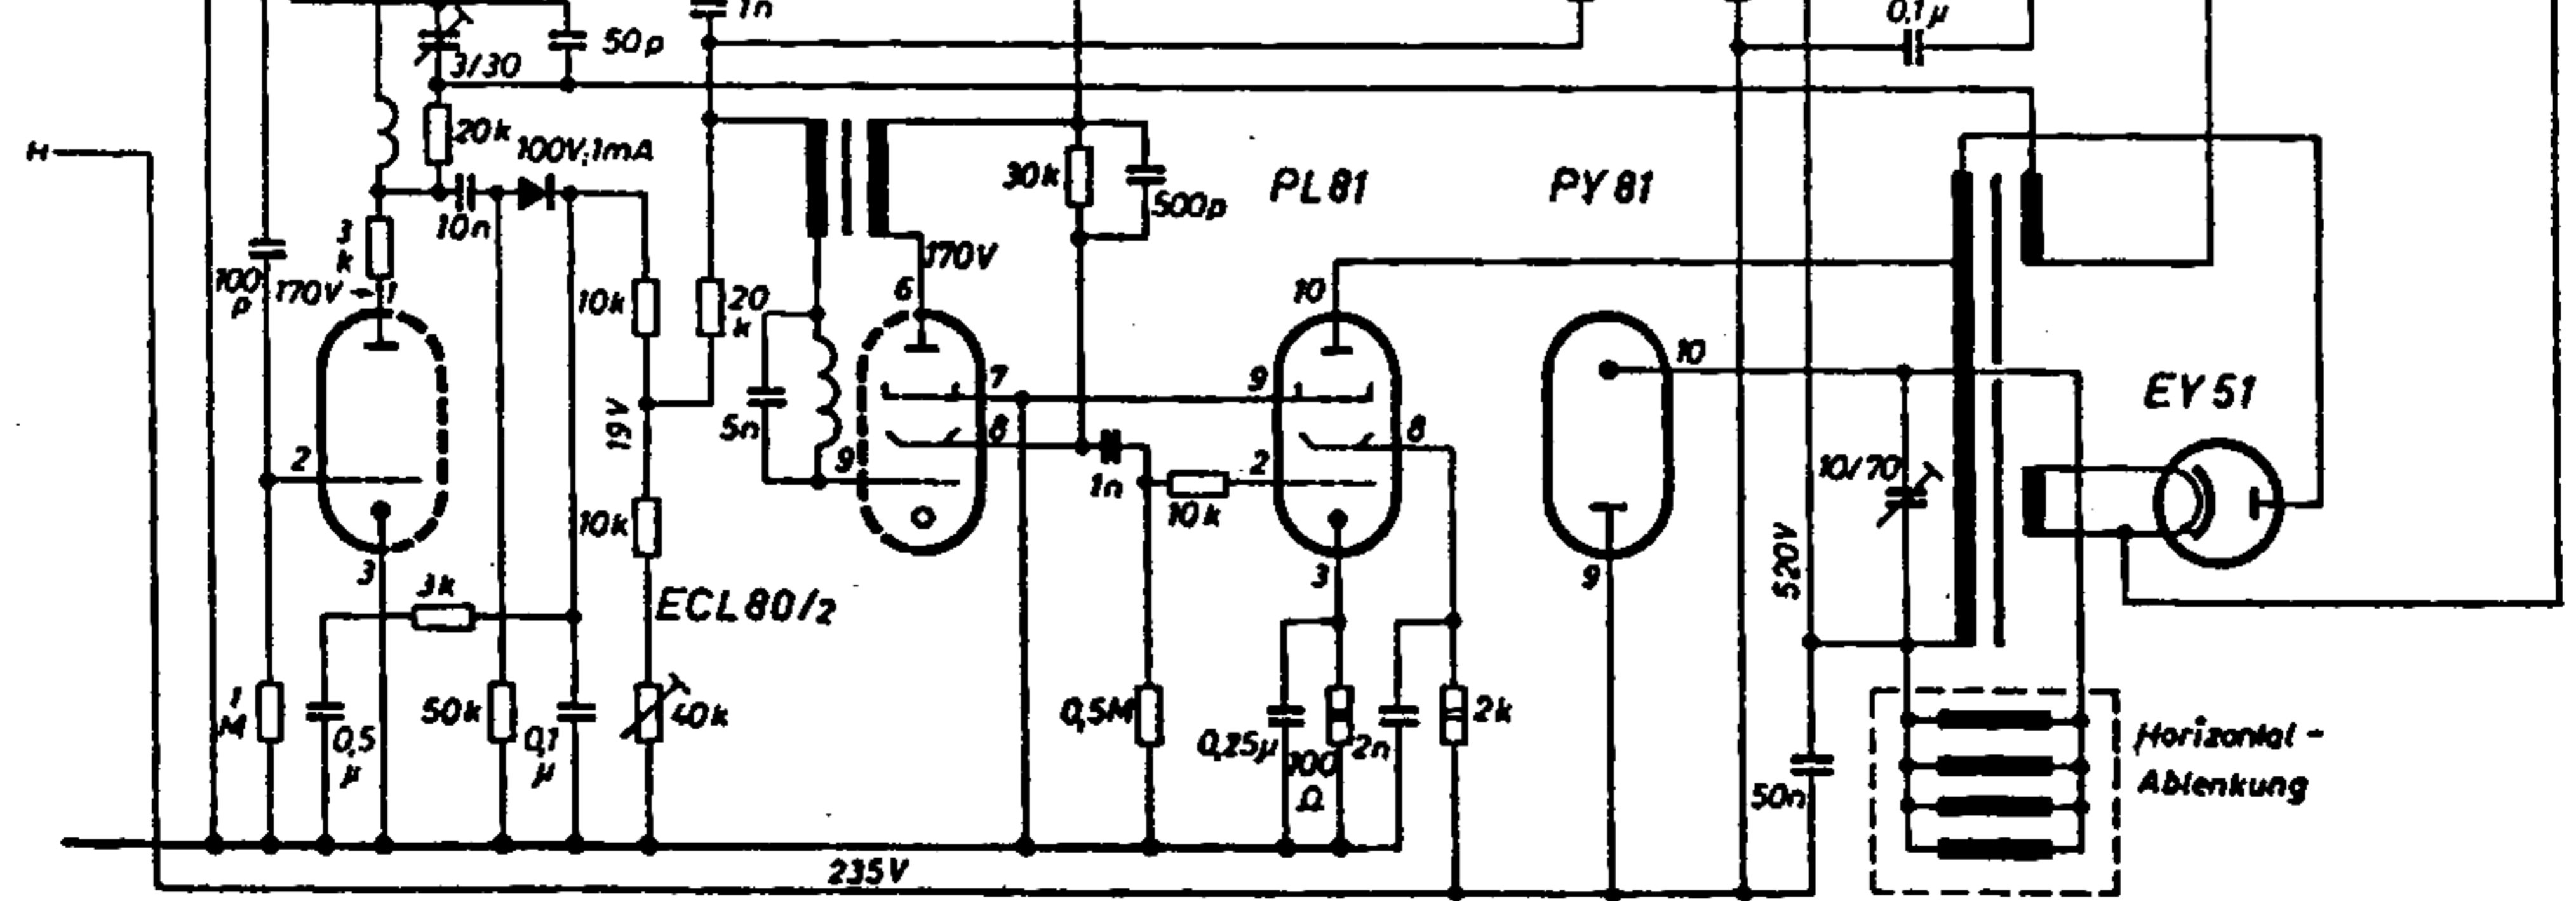 1n
0,1µ
50p
3/30
20k
100V;1mA
H
30k
PL81
PY81
500p
10n
3
k
170V
100
p
170V
1
6
10
10k
20
k
10
EY51
7
9
5n
19V
8
8
2
9
2
10/70
1n
10k
10k
520V
3
3
9
3k
ECL80/2
1
M
0,5
µ
50k
0,1
µ
40k
0,5M
0,25µ
100
Ω
2n
2k
50n
Horizontal-
Ablenkung
235V